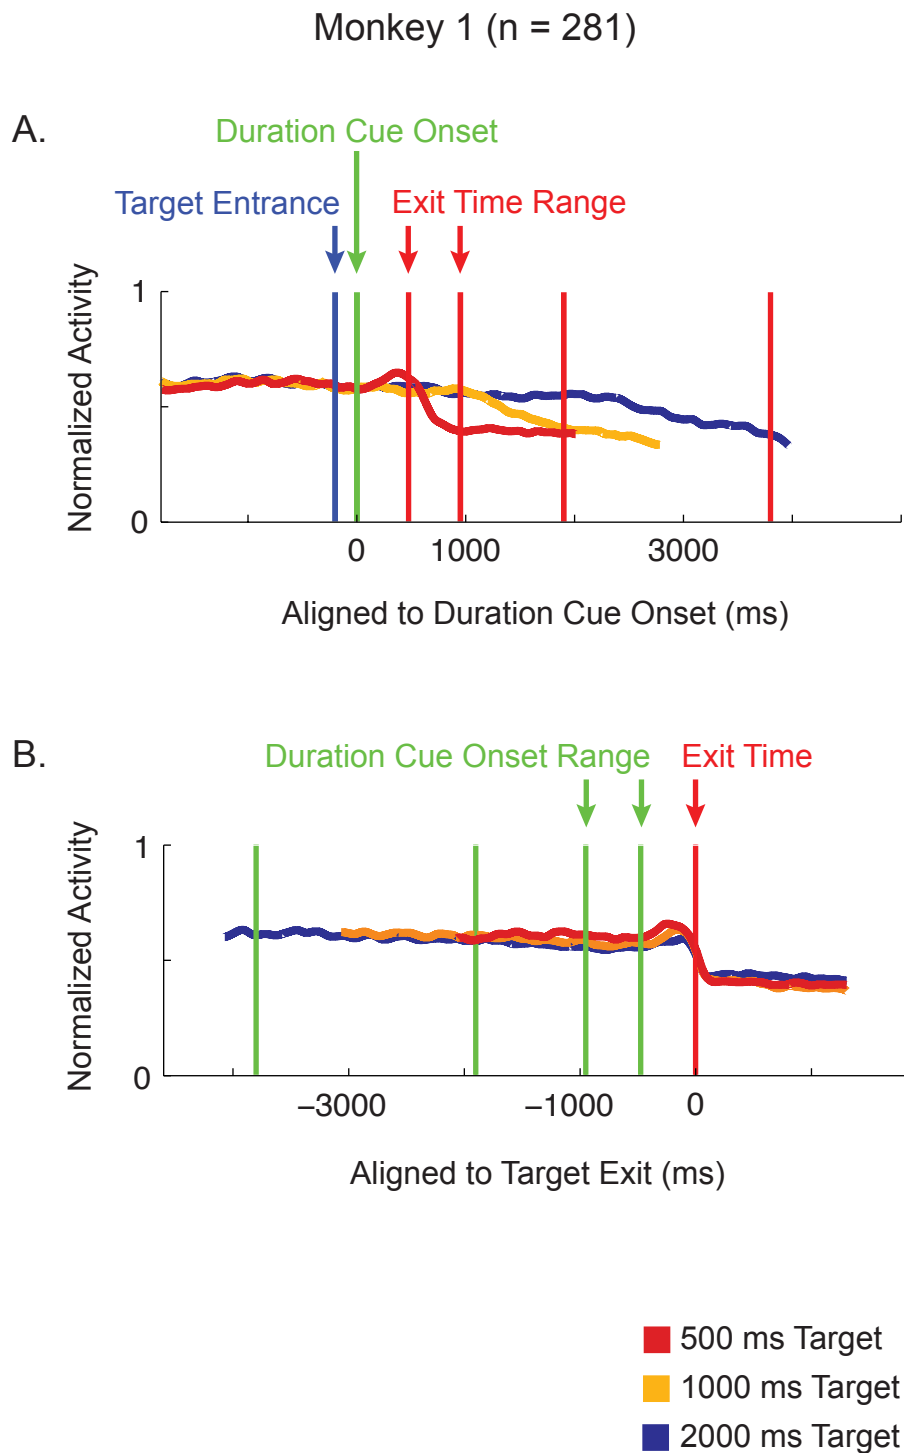 Monkey 1 (n = 281)
A.
Duration Cue Onset
Target Entrance
Exit Time Range
1
Normalized Activity
0
0
1000
3000
Aligned to Duration Cue Onset (ms)
B.
Duration Cue Onset Range
Exit Time
1
Normalized Activity
0
−3000
−1000
0
Aligned to Target Exit (ms)
500 ms Target
1000 ms Target
2000 ms Target